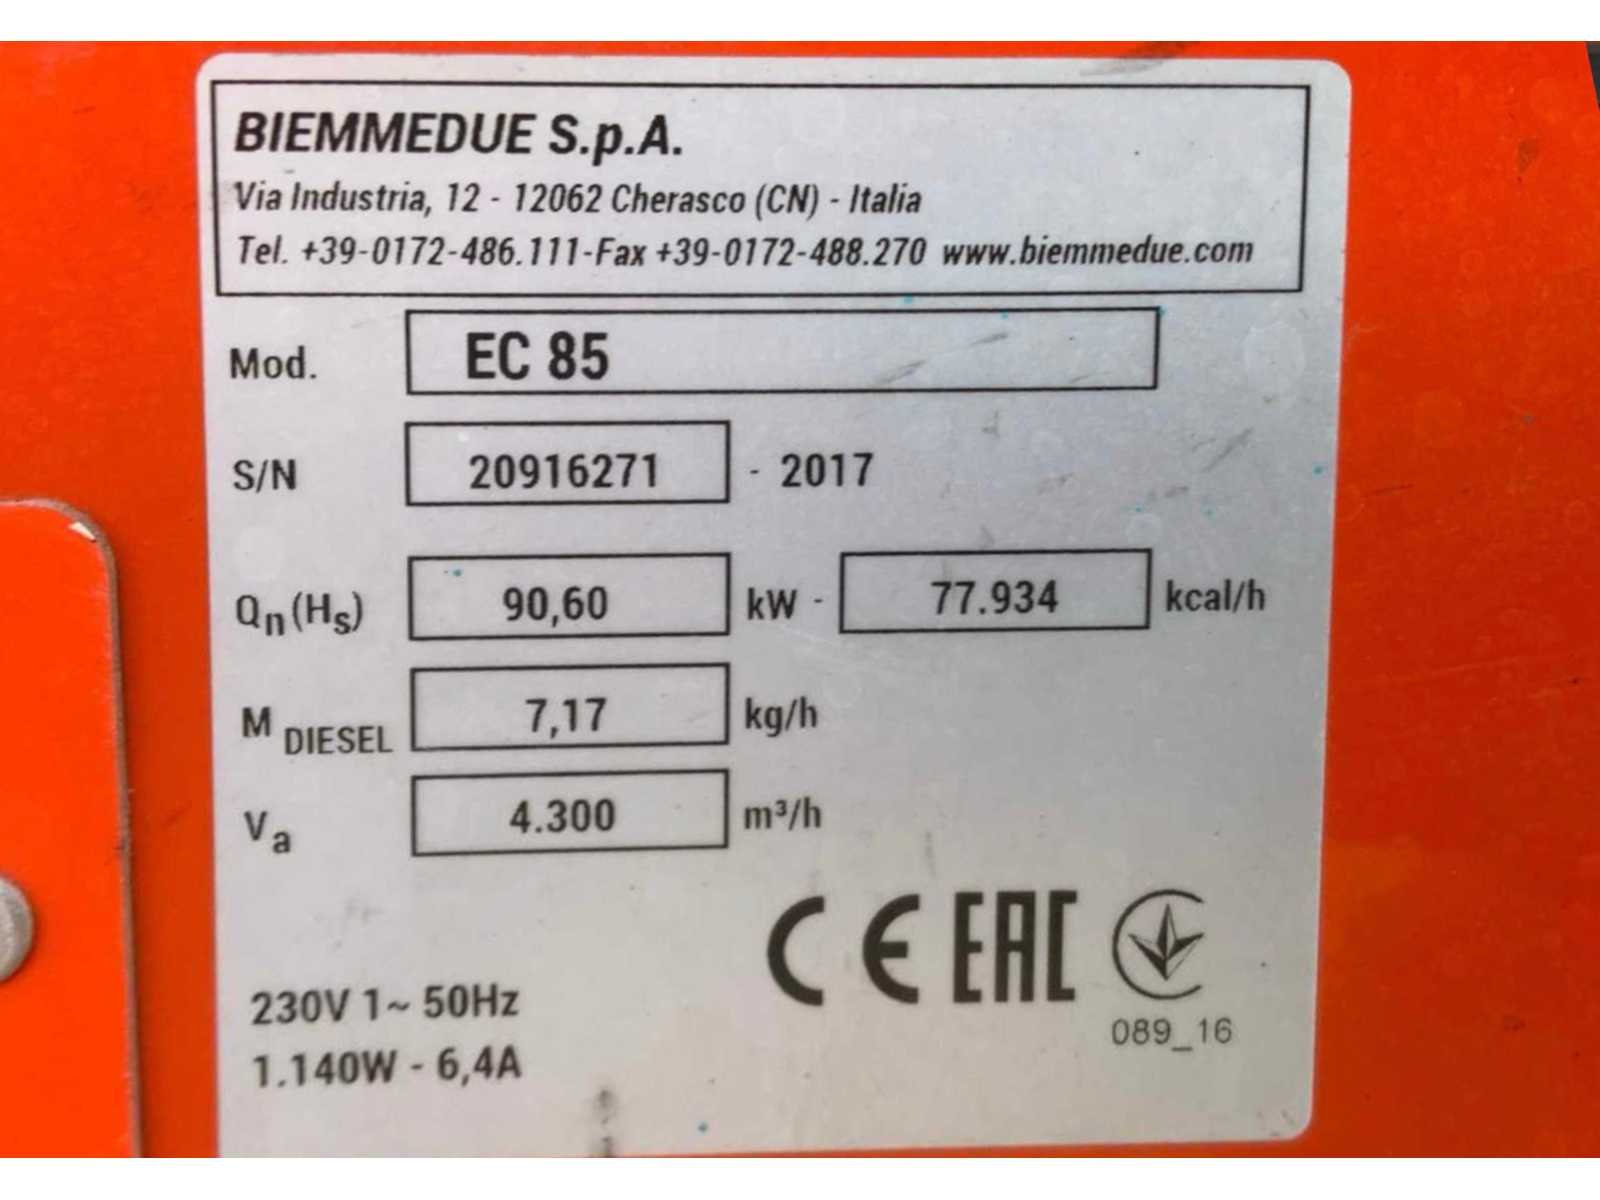 BIEMMEDUE S.p.A.
Via Industria, 12 - 12062 Cherasco (CN) - Italia
Tel. +39-0172-486.111-Fax +39-0172-488.270 www.biemmedue.com
Mod. EC 85
S/N 20916271 - 2017
Qn(Hs) 90,60 kW - 77.934 kcal/h
M DIESEL 7,17 kg/h
Va 4.300 m³/h
CE EAC
089_16
230V 1~ 50Hz
1.140W - 6,4A